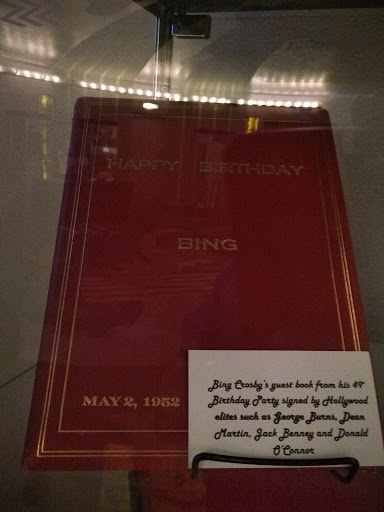 HAPPY BIRTHDAY
BING
MAY 2, 1952
Bing Crosby's guest book from his 49'
Birthday Party signed by Hollywood
elites such as George Burns, Dean
Martin, Jack Benney and Donald
O'Connor